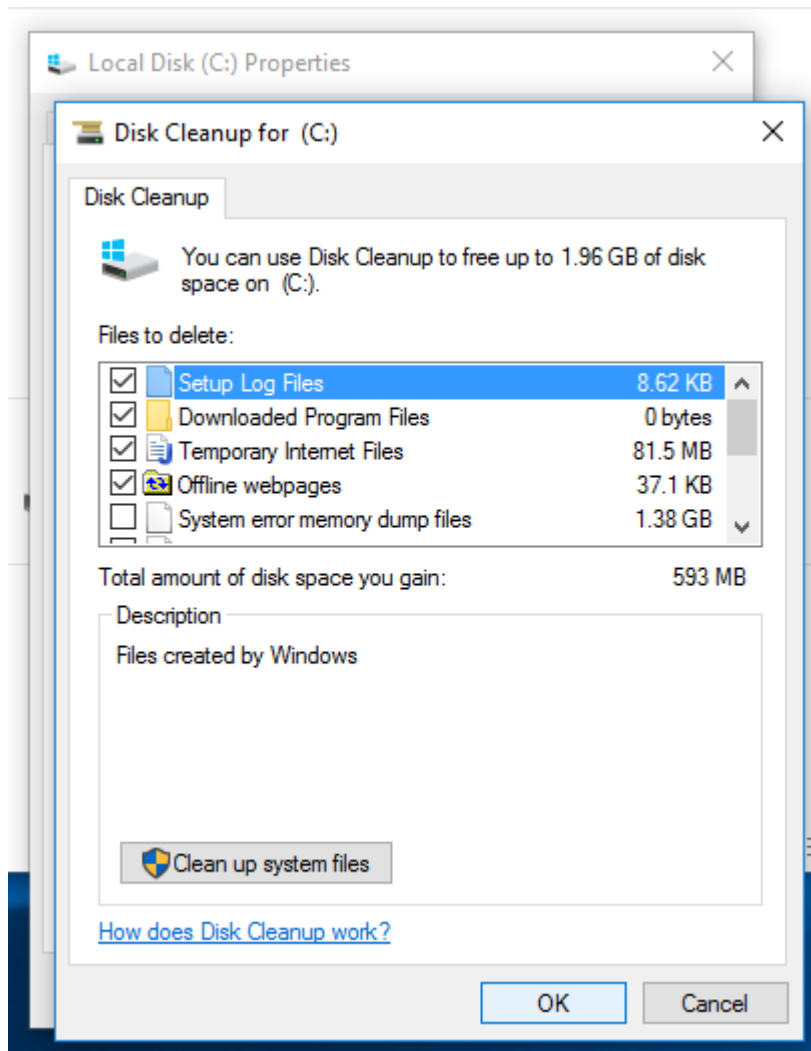 Local Disk (C:) Properties
Disk Cleanup for (C:)
Disk Cleanup
You can use Disk Cleanup to free up to 1.96 GB of disk
space on (C:).
Files to delete:
Setup Log Files 8.62 KB
Downloaded Program Files 0 bytes
Temporary Internet Files 81.5 MB
Offline webpages 37.1 KB
System error memory dump files 1.38 GB
Total amount of disk space you gain: 593 MB
Description
Files created by Windows
Clean up system files
How does Disk Cleanup work?
OK Cancel